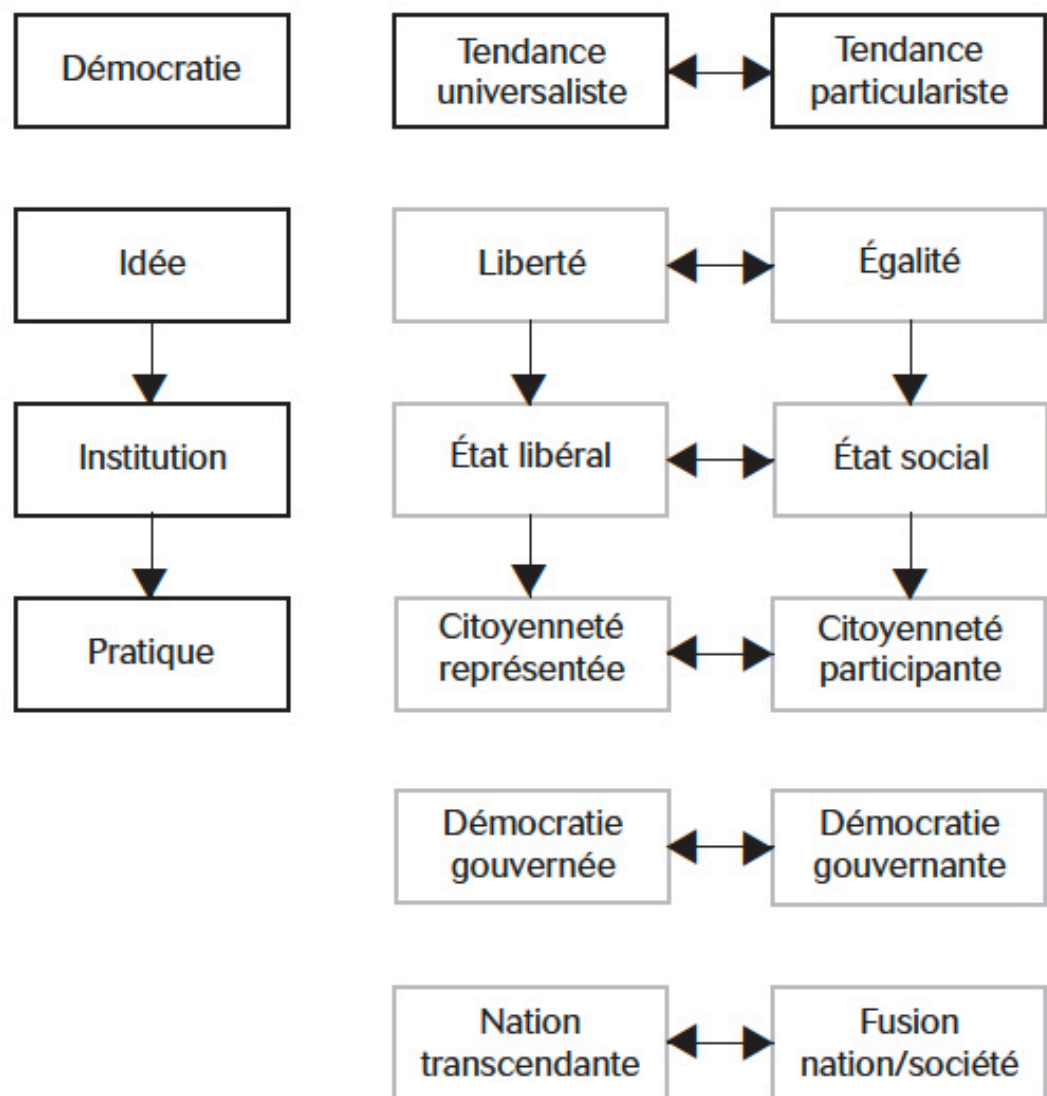 Démocratie
Tendance
universaliste
Tendance
particulariste
Idée
Liberté
Égalité
Institution
État libéral
État social
Pratique
Citoyenneté
représentée
Citoyenneté
participante
Démocratie
gouvernée
Démocratie
gouvernante
Nation
transcendante
Fusion
nation/société